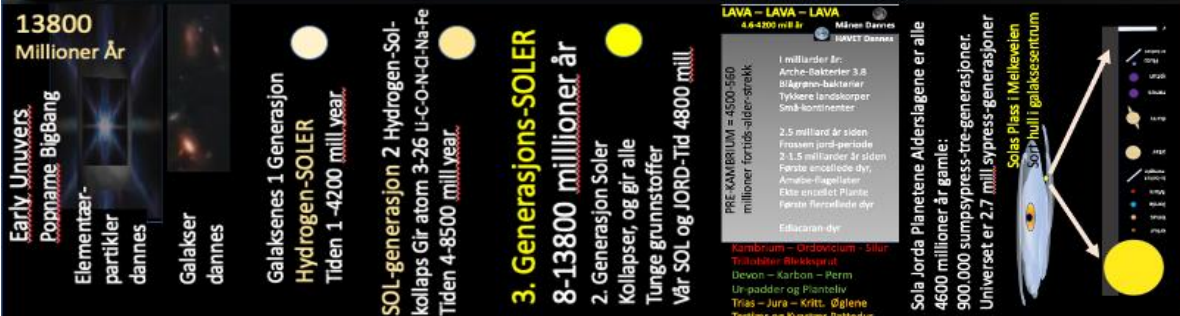 13800
Millioner År
Early Unuvers
Popname BigBang
Elementær-
partikler
dannes
Galakser
dannes
Galaksenes 1 Generasjon
Hydrogen-SOLER
Tiden 1-4200 mill year
SOL-generasjon 2 Hydrogen-Sol-
kollaps Gir atom 3-26 Li-C-O-N-Cl-Na-Fe
Tiden 4-8500 mill year
3. Generasjons-SOLER
8-13800 millioner år
2. Generasjon Soler
Kollapser, og gir alle
Tunge grunnstoffer
Vår SOL og JORD-Tid 4800 mill
LAVA – LAVA – LAVA
4.6-4200 mill år
Månen Dannes
HAVET Dannes
PRE-KAMBRIUM = 4500-560
millioner fortids-alder-strekk
I milliarder år:
Arche-Bakterier 3.8
Blågrønn-bakterier
Tykkere landskorper
Små-kontinenter
2.5 milliard år siden
Frossen jord-periode
2-1.5 milliarder år siden
Første encellede dyr,
Amøbe-flagellater
Ekte encellet Plante
Første flercellede dyr
Ediacaran-dyr
Kambrium - Ordovicium - Silur
Trillobiter Blekksprut
Devon – Karbon – Perm
Ur-padder og Planteliv
Trias – Jura – Kritt. Øglene
Sola Jorda Planetene Alderslagene er alle
4600 millioner år gamle:
900.000 sumpsypress-tre-generasjoner.
Universet er 2.7 mill sypress-generasjoner
Solas Plass i Melkeveien
Sort hull i galaksesentrum